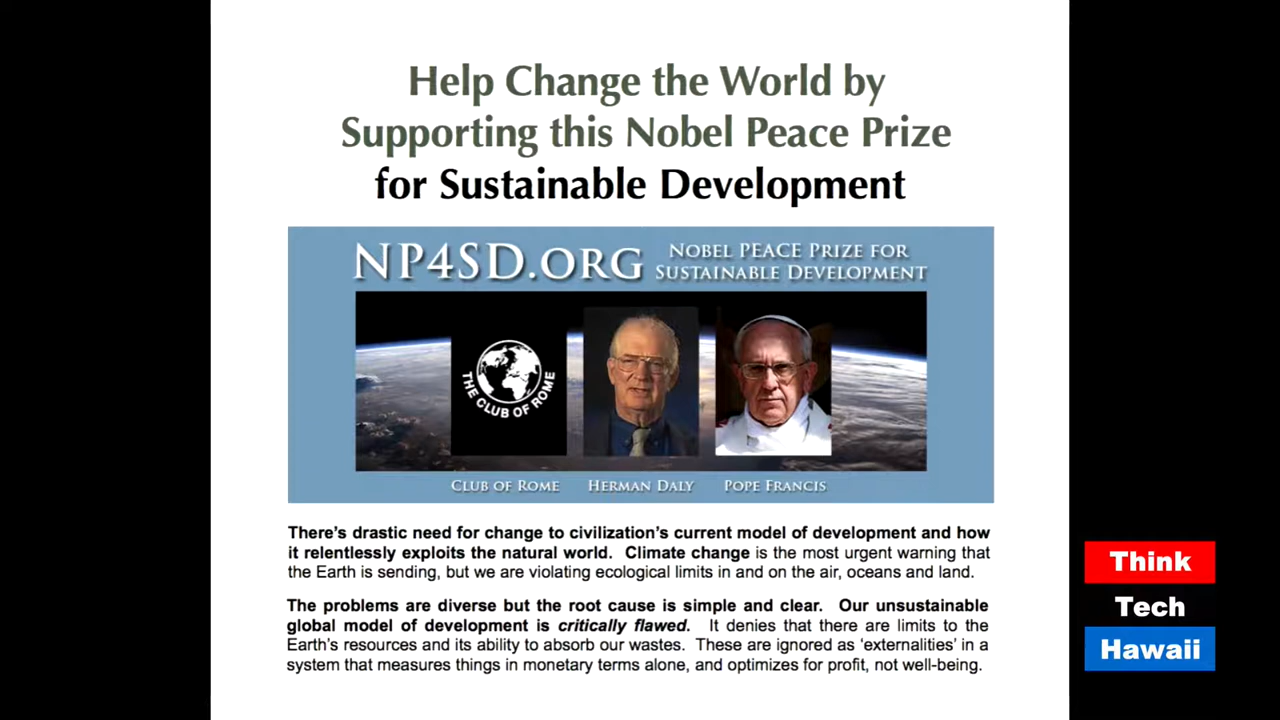 Help Change the World by
Supporting this Nobel Peace Prize
for Sustainable Development
NP4SD.ORG
NOBEL PEACE PRIZE FOR
SUSTAINABLE DEVELOPMENT
THE CLUB OF ROME
CLUB OF ROME
HERMAN DALY
POPE FRANCIS
There's drastic need for change to civilization's current model of development and how
it relentlessly exploits the natural world. Climate change is the most urgent warning that
the Earth is sending, but we are violating ecological limits in and on the air, oceans and land.
The problems are diverse but the root cause is simple and clear. Our unsustainable
global model of development is critically flawed. It denies that there are limits to the
Earth's resources and its ability to absorb our wastes. These are ignored as 'externalities' in a
system that measures things in monetary terms alone, and optimizes for profit, not well-being.
Think
Tech
Hawaii